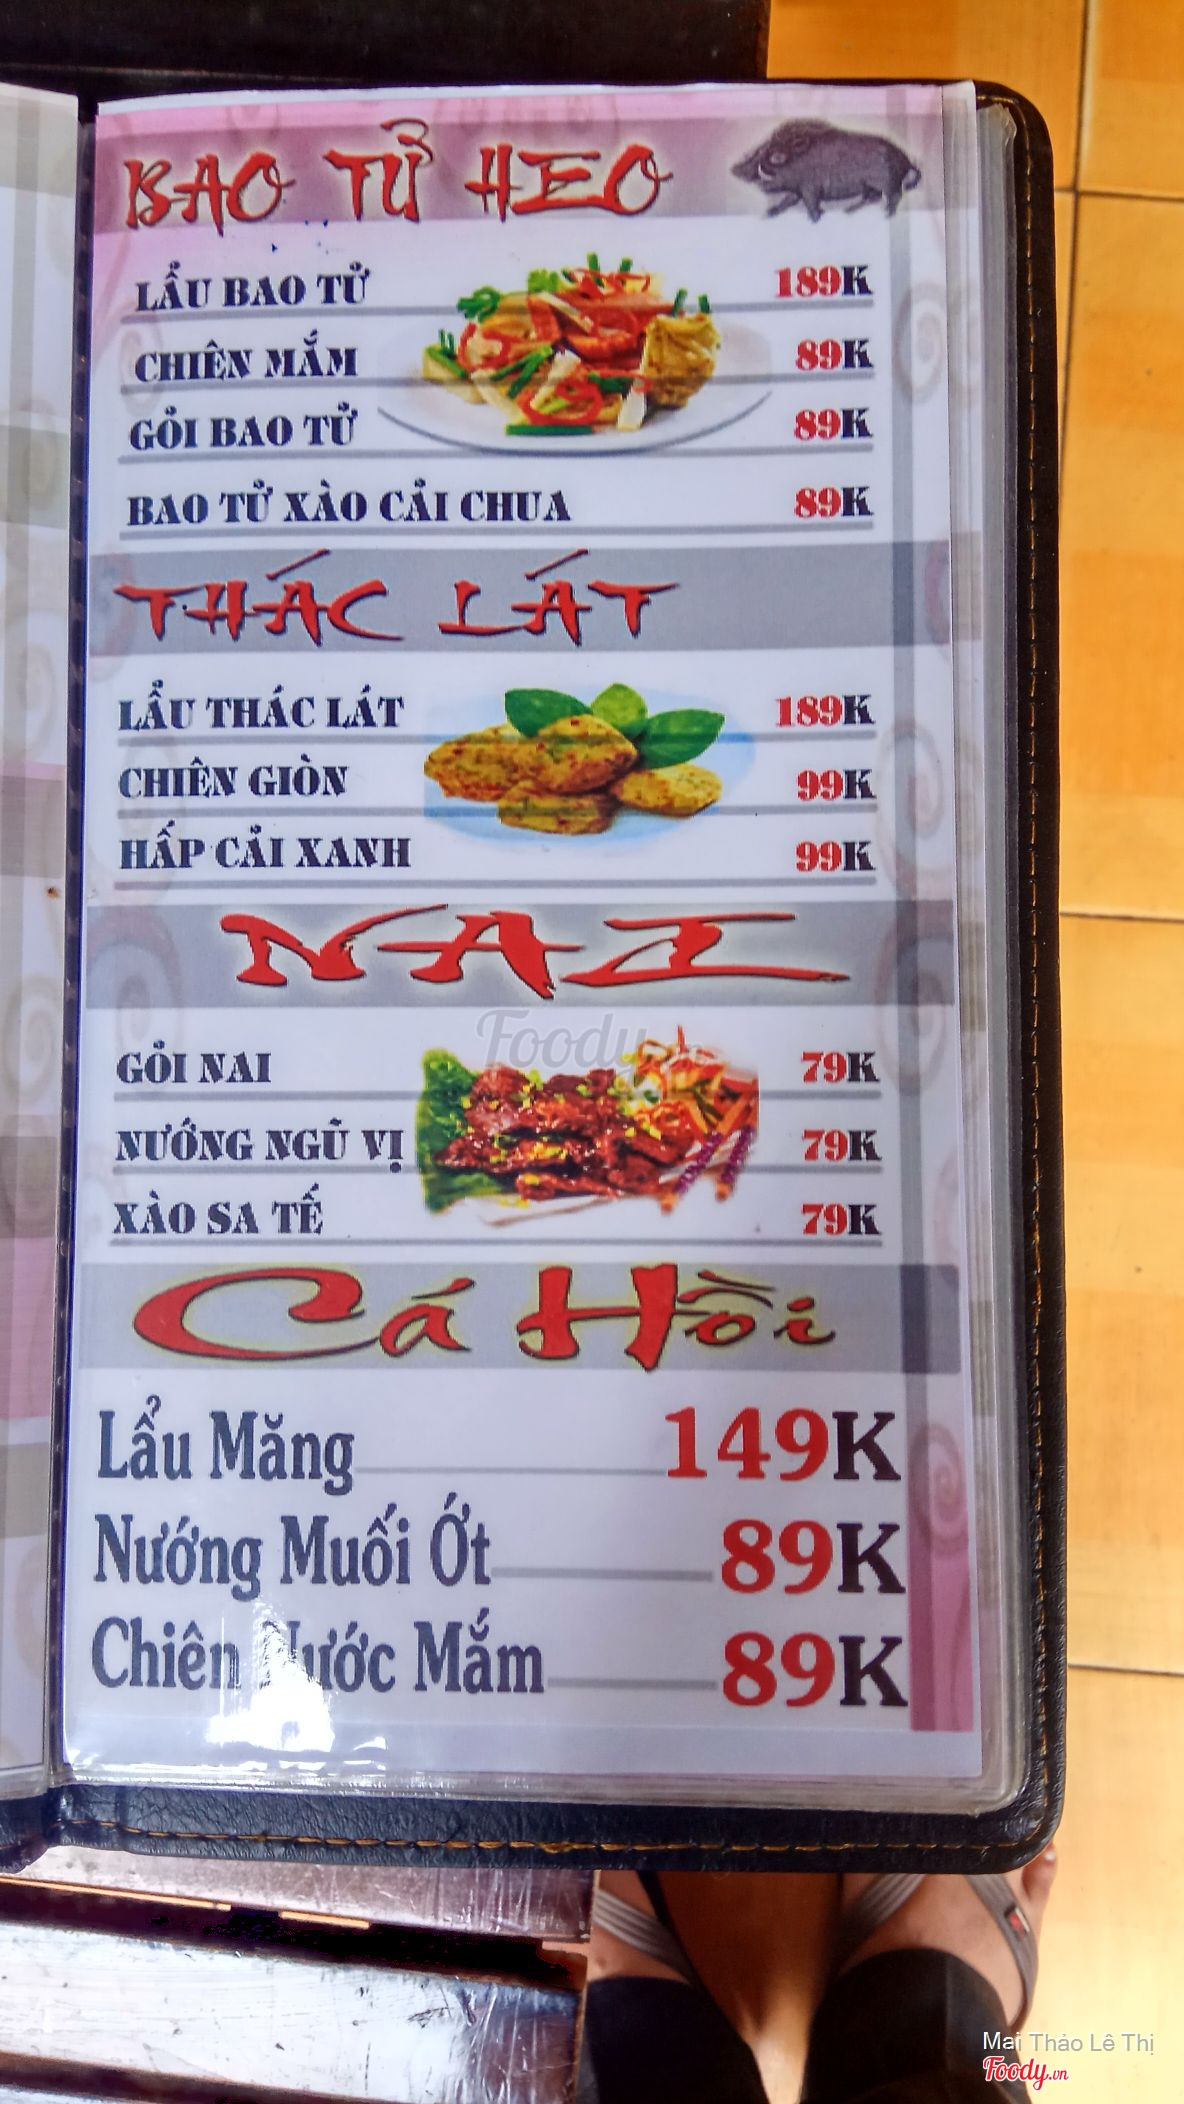 BAO TỬ HEO
LẨU BAO TỬ 189K
CHIÊN MẮM 89K
GỎI BAO TỬ 89K
BAO TỬ XÀO CẢI CHUA 89K
THÁC LÁT
LẨU THÁC LÁT 189K
CHIÊN GIÒN 99K
HẤP CẢI XANH 99K
NAI
Foody.vn
GỎI NAI 79K
NƯỚNG NGŨ VỊ 79K
XÀO SA TẾ 79K
Cá Hồi
Lẩu Măng 149K
Nướng Muối Ớt 89K
Chiên Nước Mắm 89K
Mai Thảo Lê Thị
Foody.vn